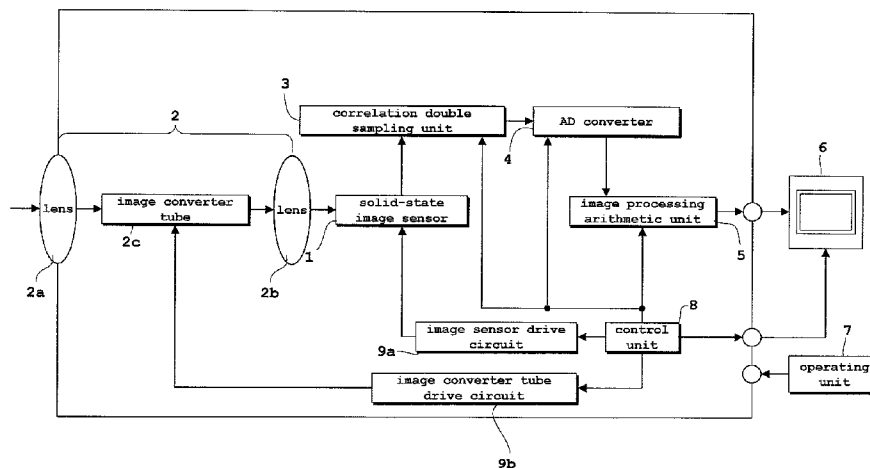 3
correlation double
sampling unit
AD converter
4
6
2
lens
image converter
tube
2c
lens
solid-state
image sensor
1
image processing
arithmetic unit
5
2a
2b
8
image sensor drive
circuit
9a
control
unit
7
operating
unit
image converter tube
drive circuit
9b